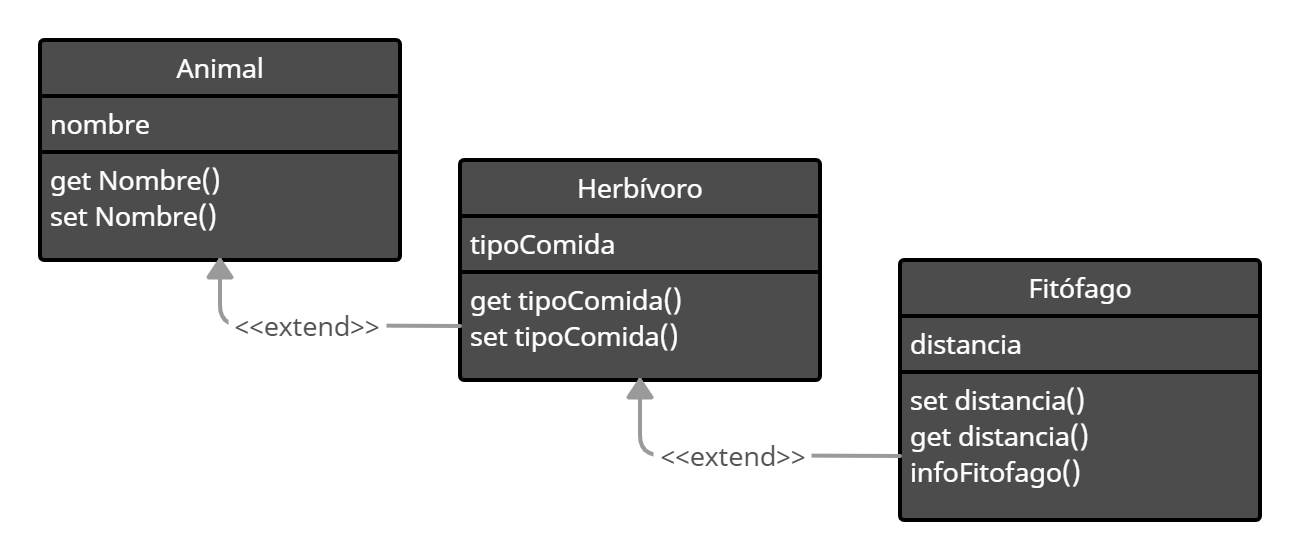 Animal
nombre
get Nombre()
set Nombre()
<<extend>>
Herbívoro
tipoComida
get tipoComida()
set tipoComida()
<<extend>>
Fitófago
distancia
set distancia()
get distancia()
infoFitofago()